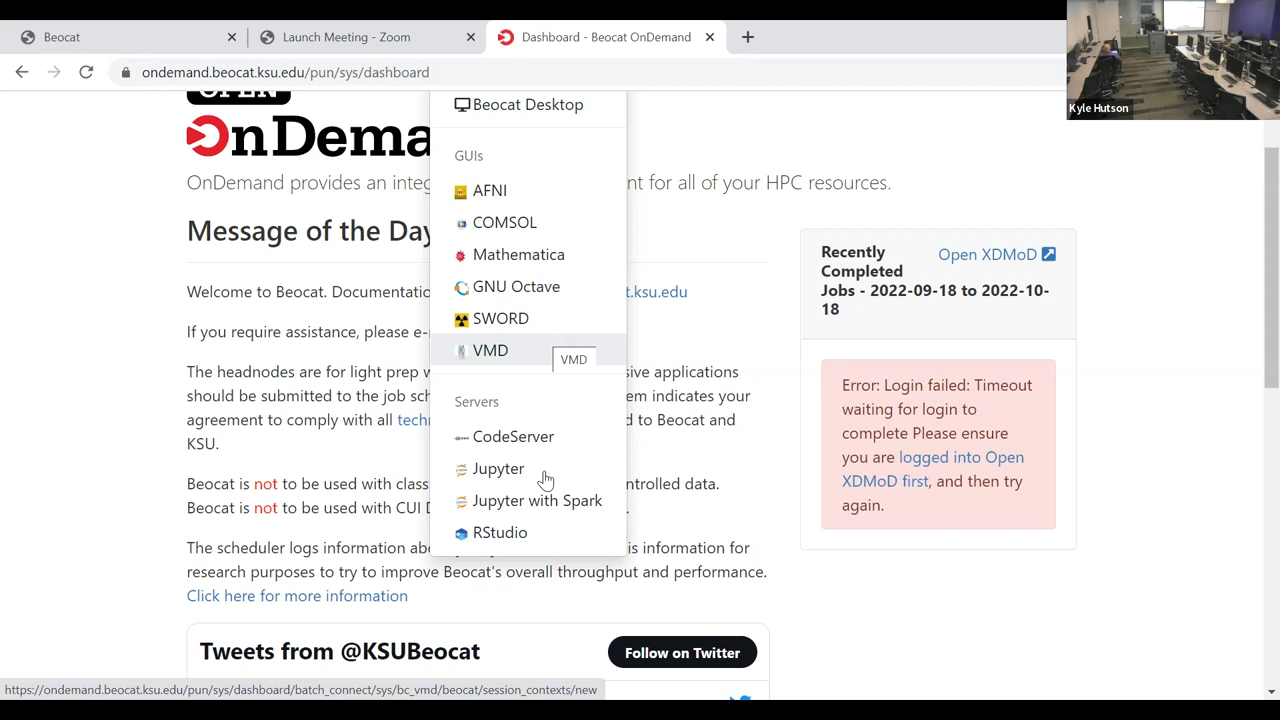 Beocat
Launch Meeting - Zoom
Dashboard - Beocat OnDemand
ondemand.beocat.ksu.edu/pun/sys/dashboard
Kyle Hutson
OPEN
OnDema
OnDemand provides an integ
nt for all of your HPC resources.
Message of the Day
Welcome to Beocat. Documentatio
t.ksu.edu
If you require assistance, please e-r
The headnodes are for light prep w
sive applications
should be submitted to the job sch
em indicates your
agreement to comply with all techn
d to Beocat and
KSU.
Beocat is not to be used with class
ntrolled data.
Beocat is not to be used with CUI D
The scheduler logs information abo
is information for
research purposes to try to improve Beocat's overall throughput and performance.
Click here for more information
Tweets from @KSUBeocat
Follow on Twitter
Beocat Desktop
GUIs
AFNI
COMSOL
Mathematica
GNU Octave
SWORD
VMD
VMD
Servers
CodeServer
Jupyter
Jupyter with Spark
RStudio
Recently
Completed
Jobs - 2022-09-18 to 2022-10-
18
Open XDMoD
Error: Login failed: Timeout
waiting for login to
complete Please ensure
you are logged into Open
XDMoD first, and then try
again.
https://ondemand.beocat.ksu.edu/pun/sys/dashboard/batch_connect/sys/bc_vmd/beocat/session_contexts/new